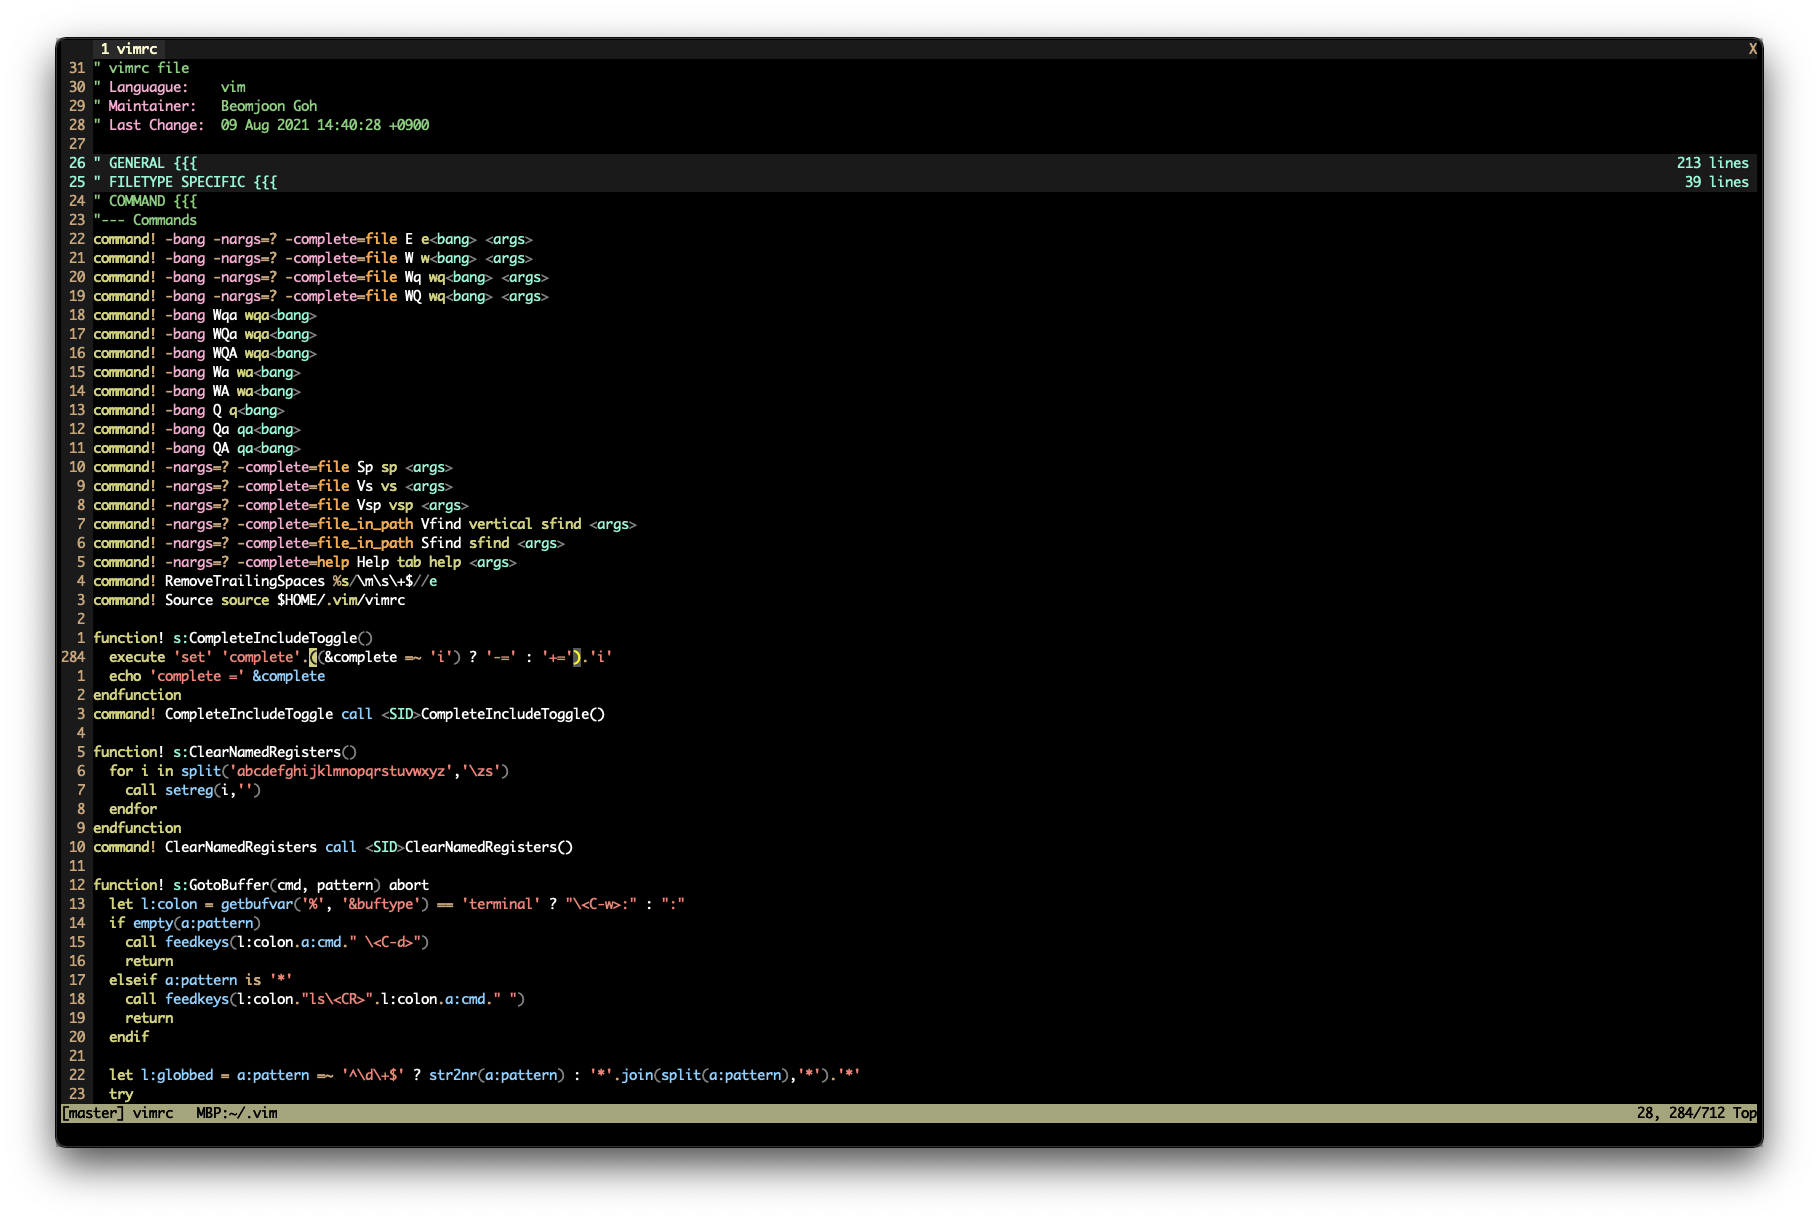 1 vimrc X
31 " vimrc file
30 " Languague:    vim
29 " Maintainer:   Beomjoon Goh
28 " Last Change:  09 Aug 2021 14:40:28 +0900
27
26 " GENERAL {{{ 213 lines
25 " FILETYPE SPECIFIC {{{ 39 lines
24 " COMMAND {{{
23 "--- Commands
22 command! -bang -nargs=? -complete=file E e<bang> <args>
21 command! -bang -nargs=? -complete=file W w<bang> <args>
20 command! -bang -nargs=? -complete=file Wq wq<bang> <args>
19 command! -bang -nargs=? -complete=file WQ wq<bang> <args>
18 command! -bang Wqa wqa<bang>
17 command! -bang WQa wqa<bang>
16 command! -bang WQA wqa<bang>
15 command! -bang Wa wa<bang>
14 command! -bang WA wa<bang>
13 command! -bang Q q<bang>
12 command! -bang Qa qa<bang>
11 command! -bang QA qa<bang>
10 command! -nargs=? -complete=file Sp sp <args>
9 command! -nargs=? -complete=file Vs vs <args>
8 command! -nargs=? -complete=file Vsp vsp <args>
7 command! -nargs=? -complete=file_in_path Vfind vertical sfind <args>
6 command! -nargs=? -complete=file_in_path Sfind sfind <args>
5 command! -nargs=? -complete=help Help tab help <args>
4 command! RemoveTrailingSpaces %s/\m\s\+$//e
3 command! Source source $HOME/.vim/vimrc
2
1 function! s:CompleteIncludeToggle()
284   execute 'set' 'complete'.((&complete =~ 'i') ? '-=' : '+=').'i'
1   echo 'complete =' &complete
2 endfunction
3 command! CompleteIncludeToggle call <SID>CompleteIncludeToggle()
4
5 function! s:ClearNamedRegisters()
6   for i in split('abcdefghijklmnopqrstuvwxyz','\zs')
7     call setreg(i,'')
8   endfor
9 endfunction
10 command! ClearNamedRegisters call <SID>ClearNamedRegisters()
11
12 function! s:GotoBuffer(cmd, pattern) abort
13   let l:colon = getbufvar('%', '&buftype') == 'terminal' ? "\<C-w>:" : ":"
14   if empty(a:pattern)
15     call feedkeys(l:colon.a:cmd." \<C-d>")
16     return
17   elseif a:pattern is '*'
18     call feedkeys(l:colon."ls\<CR>".l:colon.a:cmd." ")
19     return
20   endif
21
22   let l:globbed = a:pattern =~ '^\d\+$' ? str2nr(a:pattern) : '*'.join(split(a:pattern),'*').'*'
23   try
[master] vimrc   MBP:~/.vim 28, 284/712 Top